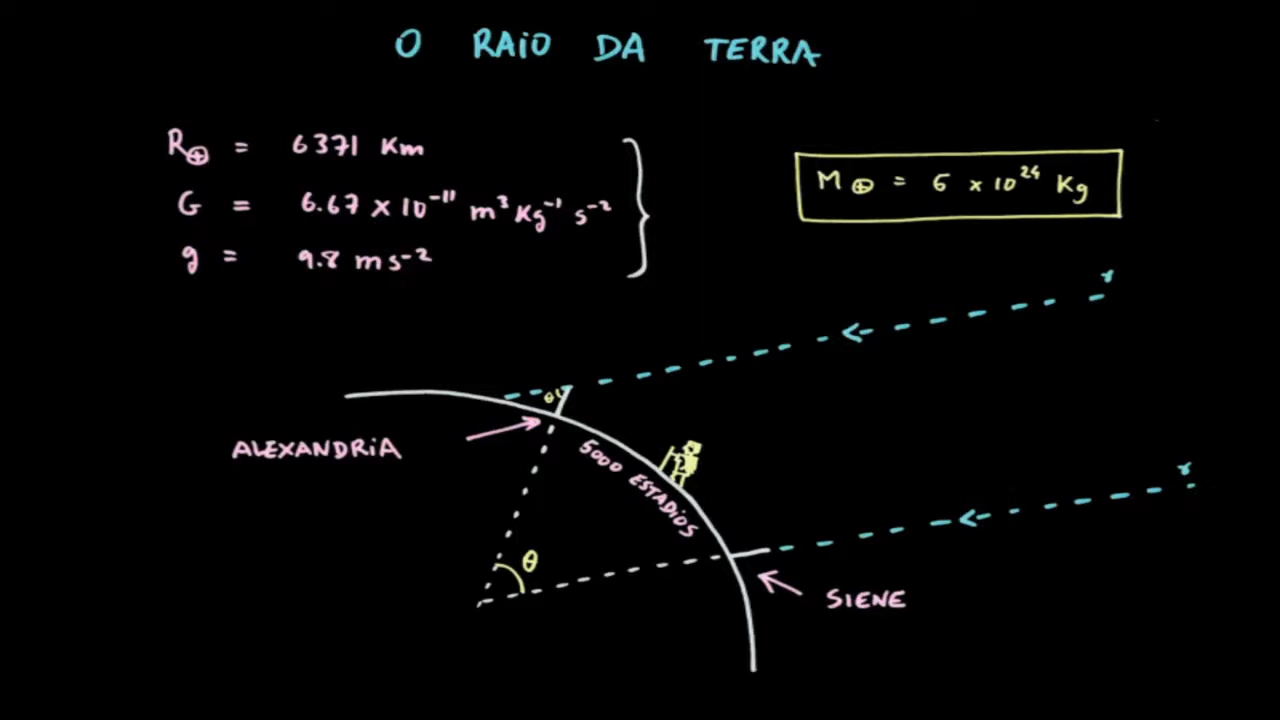 O RAIO DA TERRA
R⊕ = 6371 Km
G = 6.67 × 10⁻¹¹ m³ Kg⁻¹ s⁻²
g = 9.8 m s⁻²
M⊕ = 6 × 10²⁴ Kg
θ
ALEXANDRIA
5000 ESTADIOS
θ
SIENE